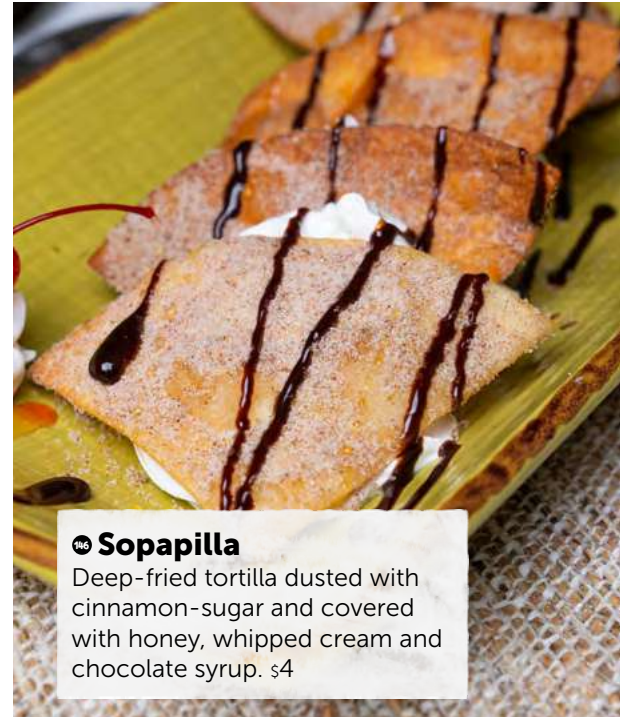 146 Sopapilla
Deep-fried tortilla dusted with
cinnamon-sugar and covered
with honey, whipped cream and
chocolate syrup. $4